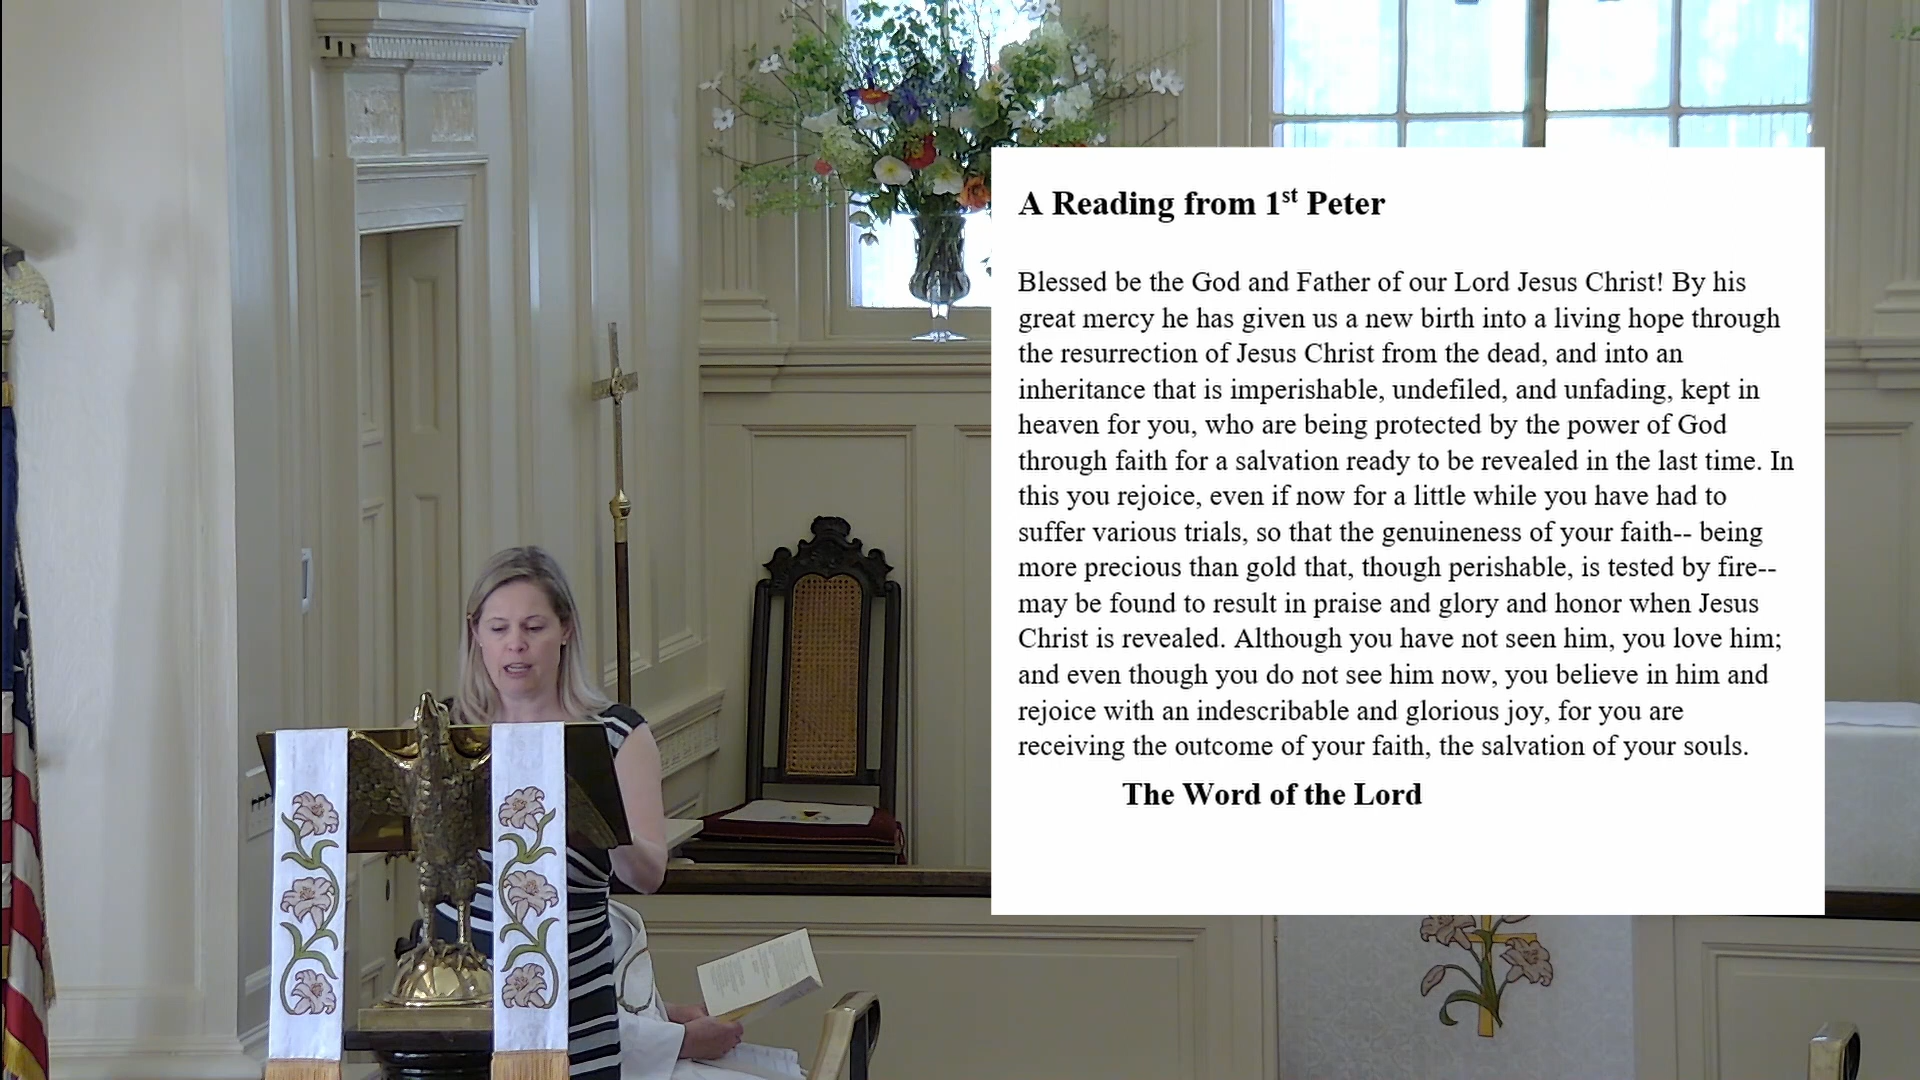 A Reading from 1st Peter
Blessed be the God and Father of our Lord Jesus Christ! By his
great mercy he has given us a new birth into a living hope through
the resurrection of Jesus Christ from the dead, and into an
inheritance that is imperishable, undefiled, and unfading, kept in
heaven for you, who are being protected by the power of God
through faith for a salvation ready to be revealed in the last time. In
this you rejoice, even if now for a little while you have had to
suffer various trials, so that the genuineness of your faith-- being
more precious than gold that, though perishable, is tested by fire--
may be found to result in praise and glory and honor when Jesus
Christ is revealed. Although you have not seen him, you love him;
and even though you do not see him now, you believe in him and
rejoice with an indescribable and glorious joy, for you are
receiving the outcome of your faith, the salvation of your souls.
The Word of the Lord